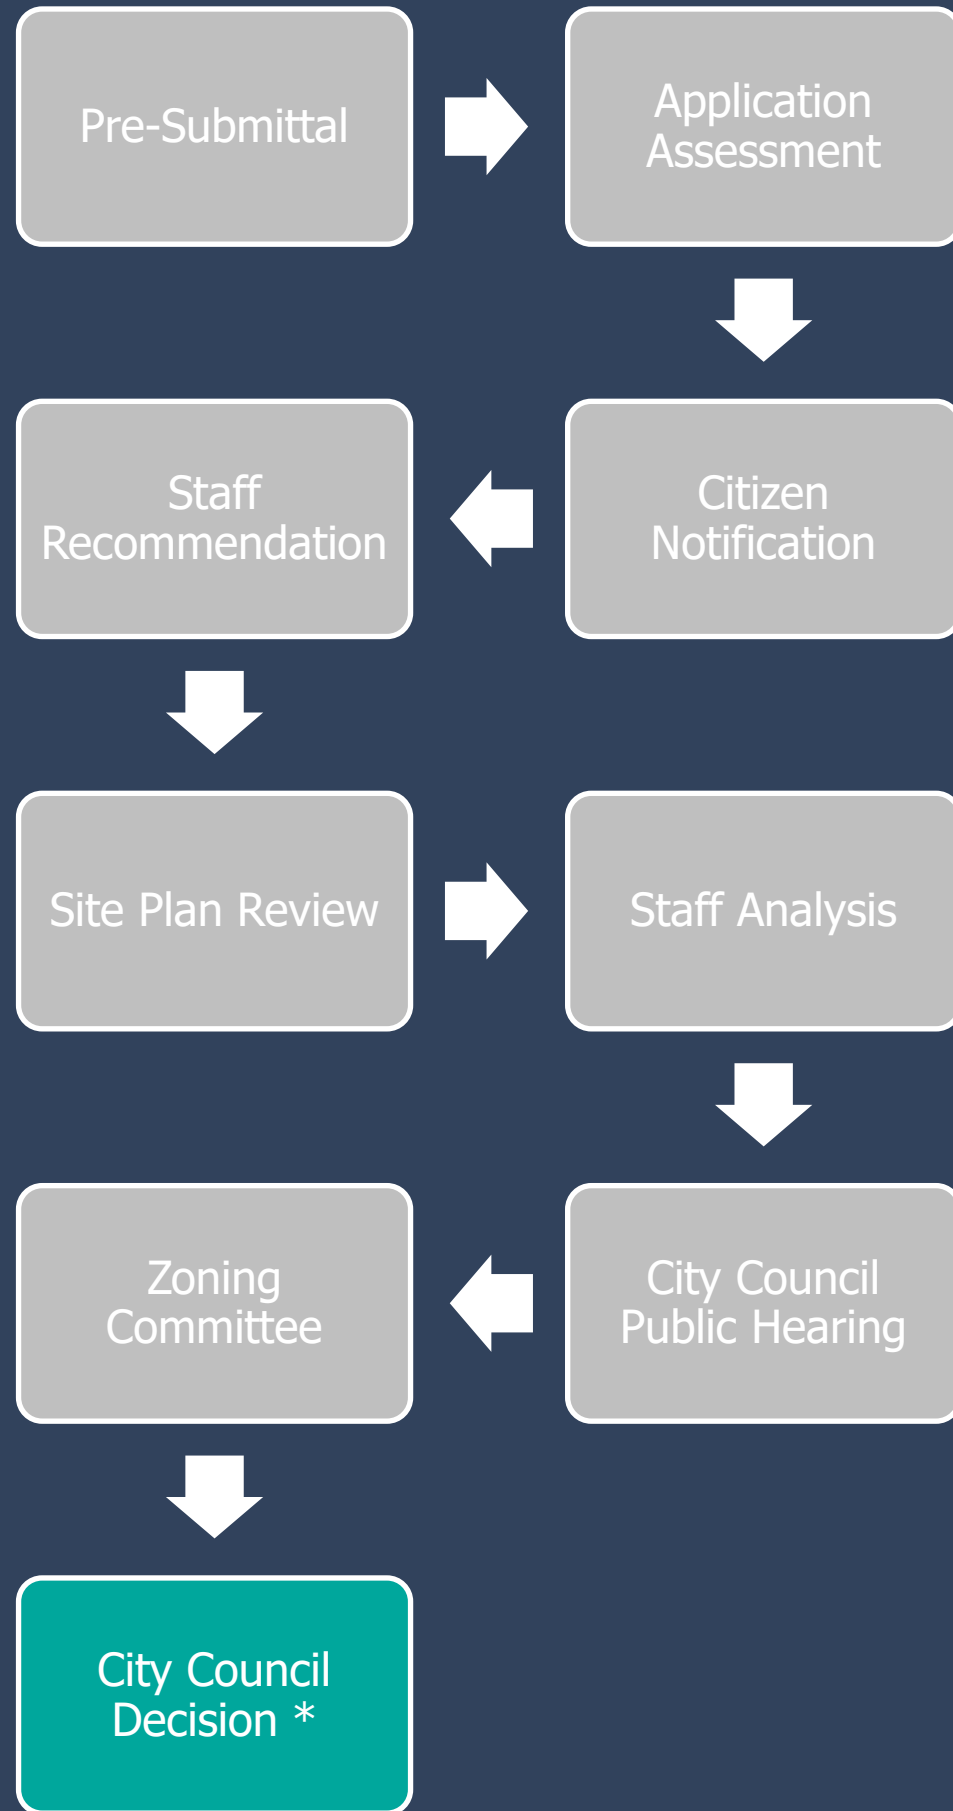 Pre-Submittal
Application
Assessment
Citizen
Notification
Staff
Recommendation
Site Plan Review
Staff Analysis
City Council
Public Hearing
Zoning
Committee
City Council
Decision *